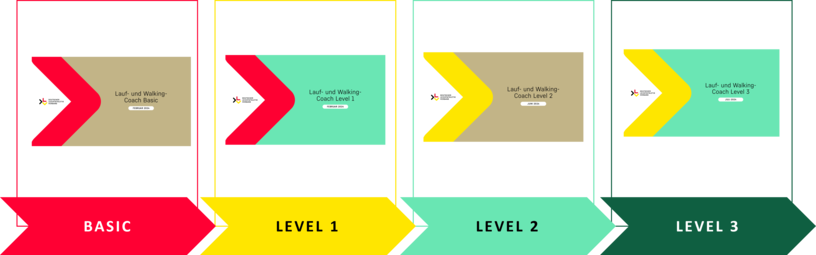 Lauf- und Walking-
Coach Basic
Lauf- und Walking-
Coach Level 1
Lauf- und Walking-
Coach Level 2
Lauf- und Walking-
Coach Level 3
BASIC
LEVEL 1
LEVEL 2
LEVEL 3